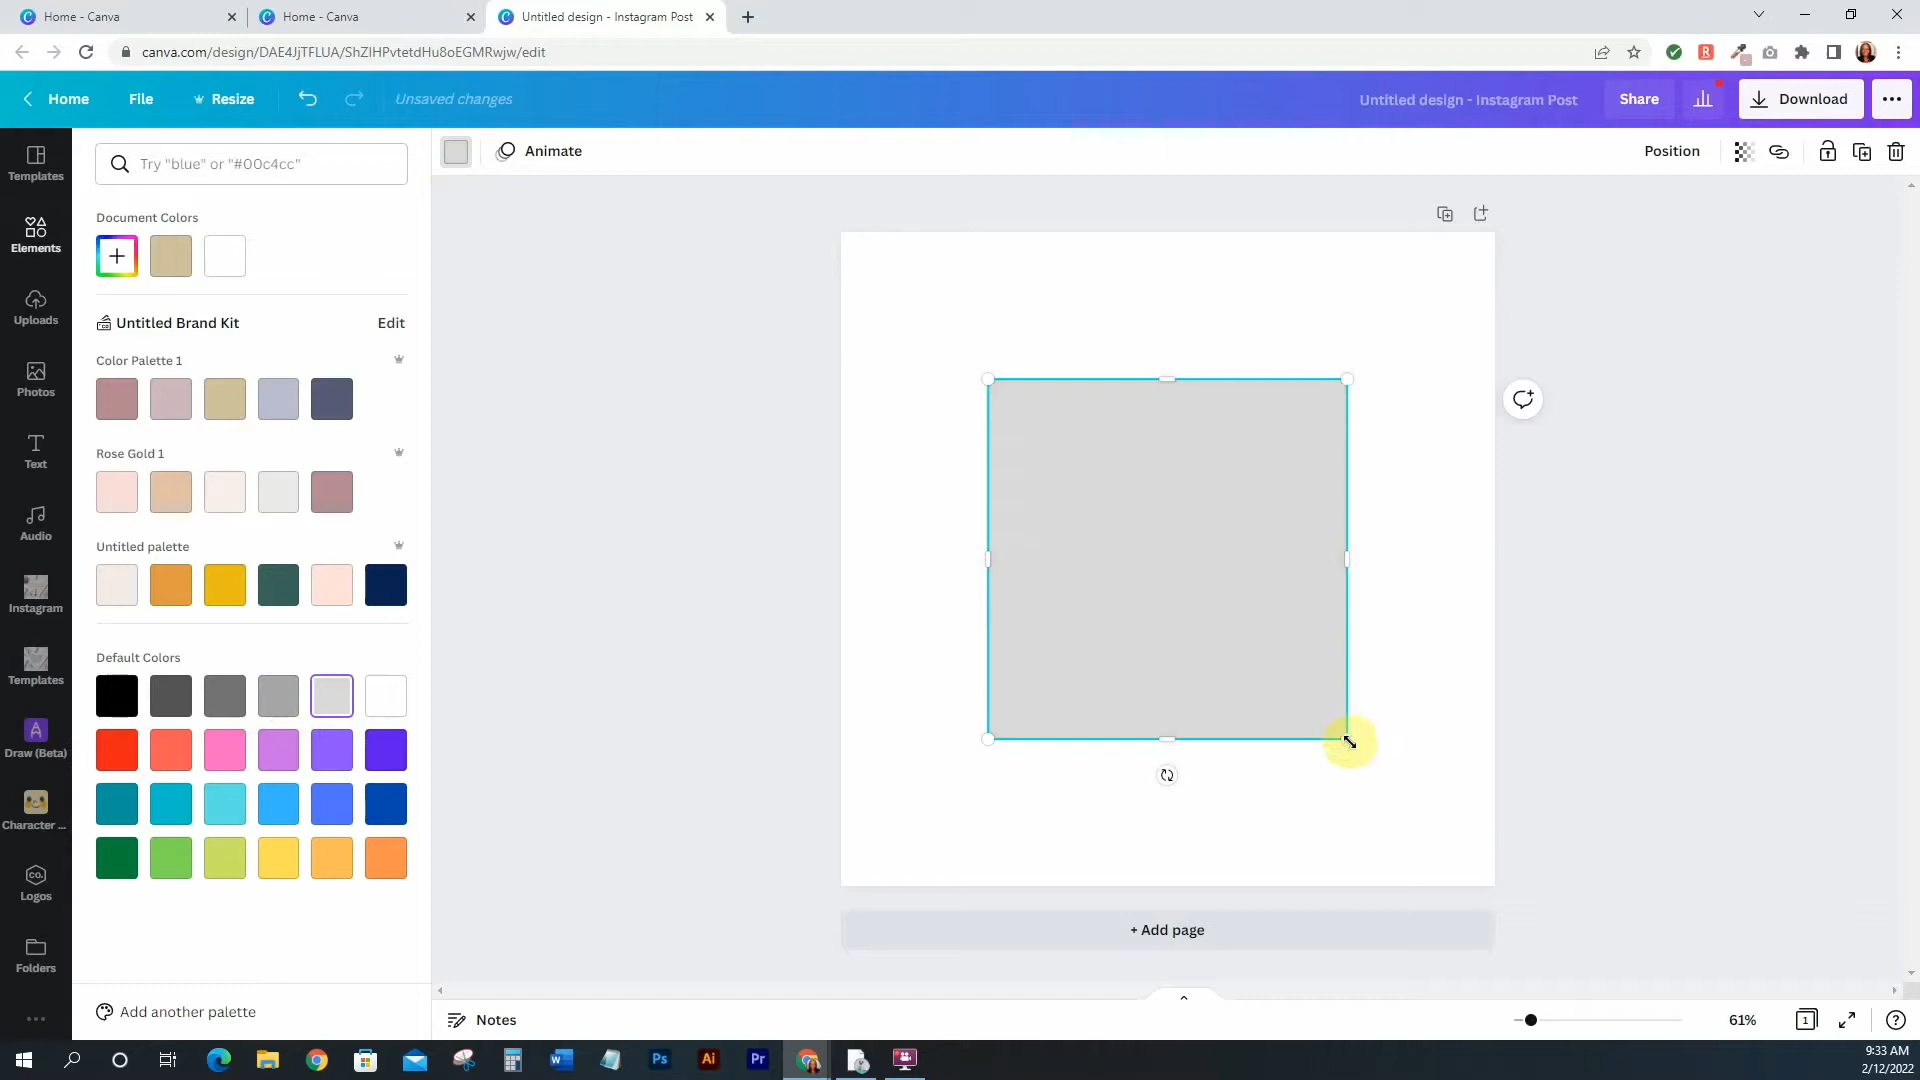 Home - Canva
Home - Canva
Untitled design - Instagram Post
canva.com/design/DAE4JjTFLUA/ShZIHPvtetdHu8oEGMRwjw/edit
Home
File
Resize
Unsaved changes
Untitled design - Instagram Post
Share
Download
Templates
Elements
Uploads
Photos
Text
Audio
Instagram
Templates
Draw (Beta)
Character ...
CO.
Logos
Folders
Try "blue" or "#00c4cc"
Document Colors
Untitled Brand Kit
Edit
Color Palette 1
Rose Gold 1
Untitled palette
Default Colors
Add another palette
Animate
Position
+ Add page
Notes
61%
1
9:33 AM
2/12/2022